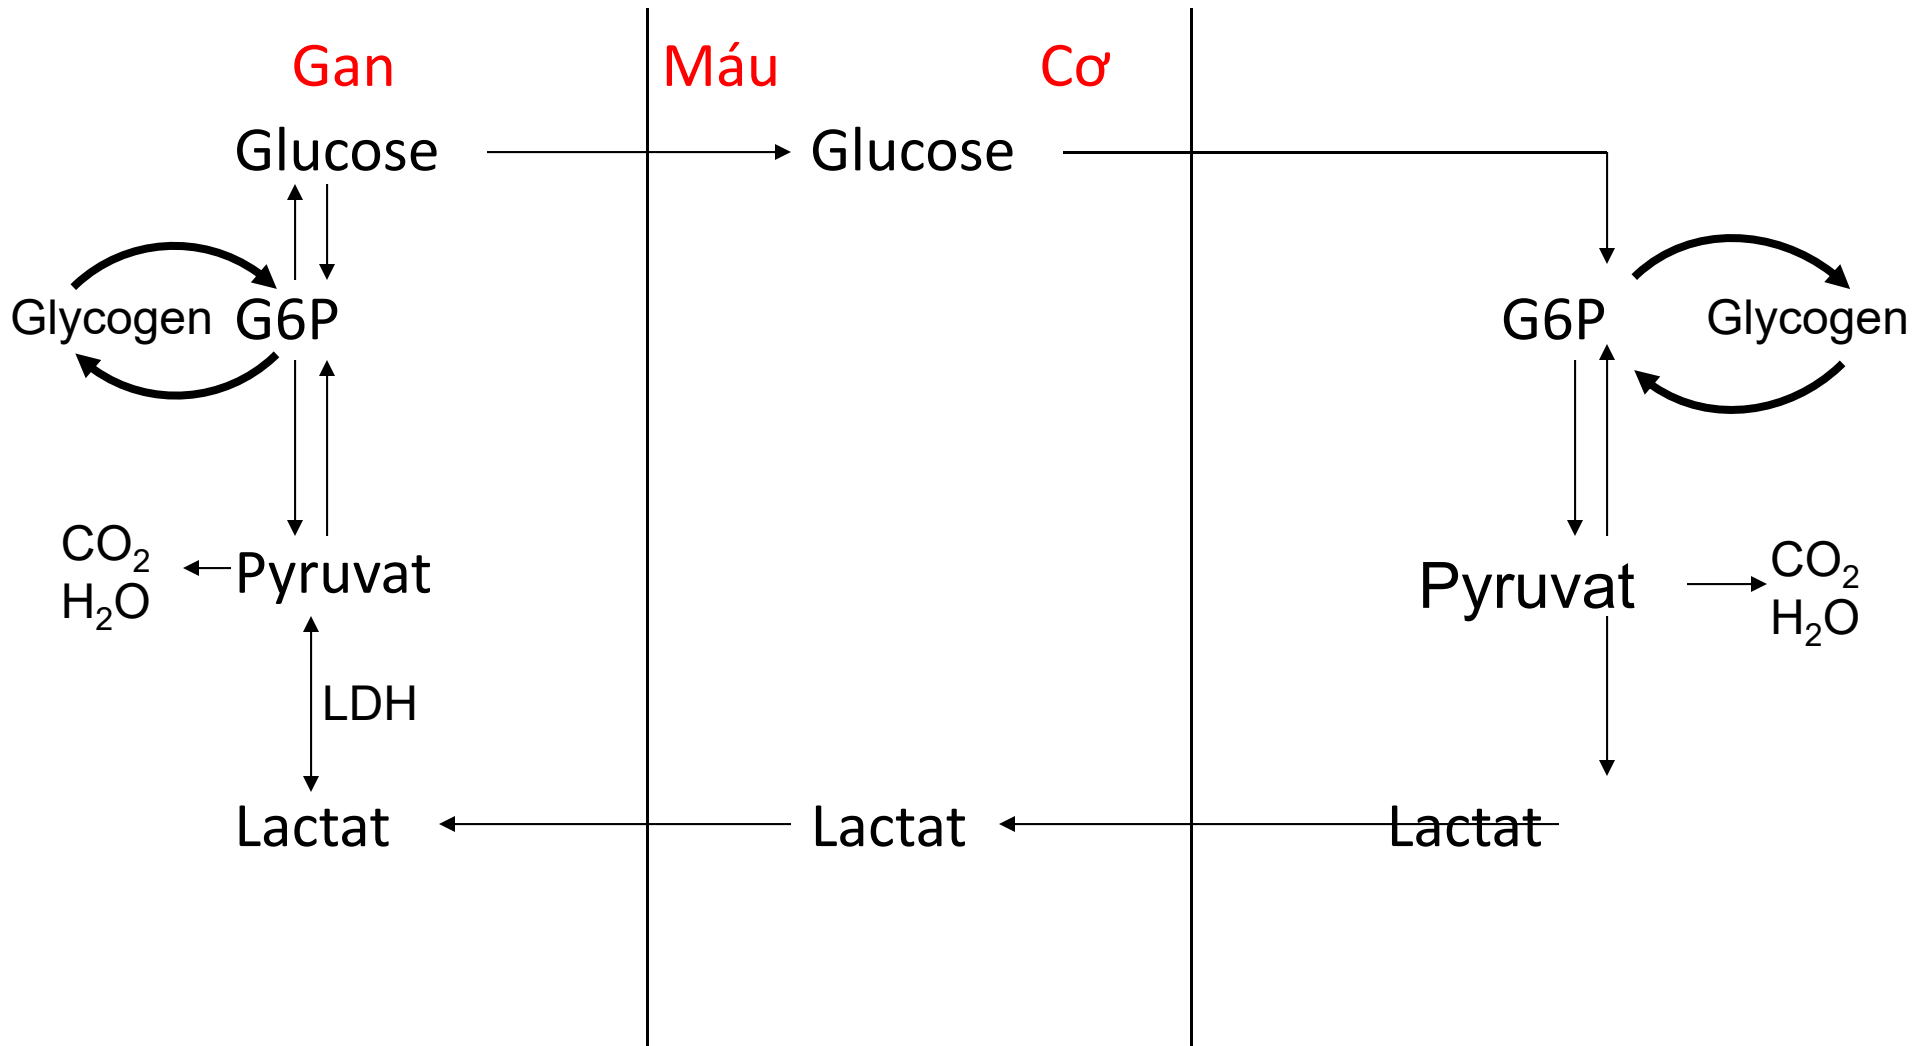 Gan
Máu
Cơ
Glucose
Glucose
Glycogen
G6P
G6P
Glycogen
CO₂
H₂O
Pyruvat
Pyruvat
CO₂
H₂O
LDH
Lactat
Lactat
Lactat